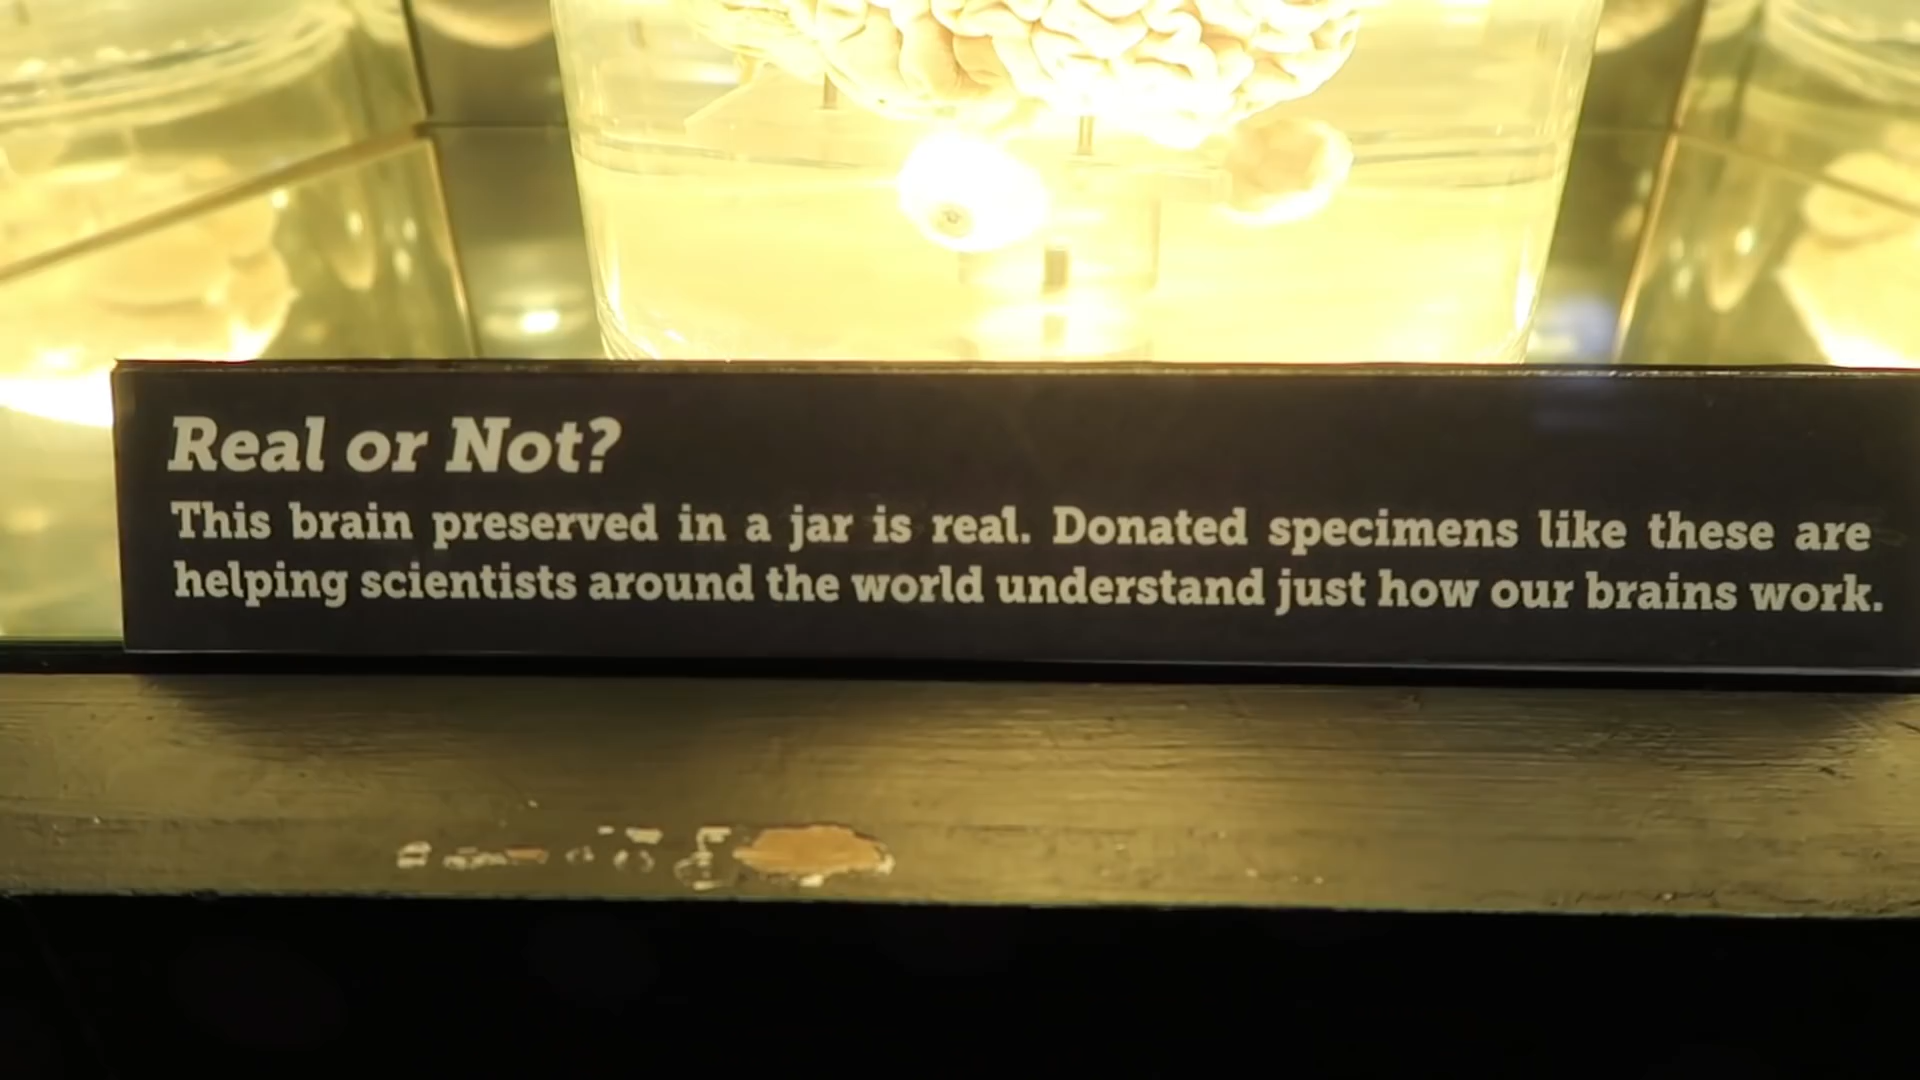 Real or Not?
This brain preserved in a jar is real. Donated specimens like these are
helping scientists around the world understand just how our brains work.